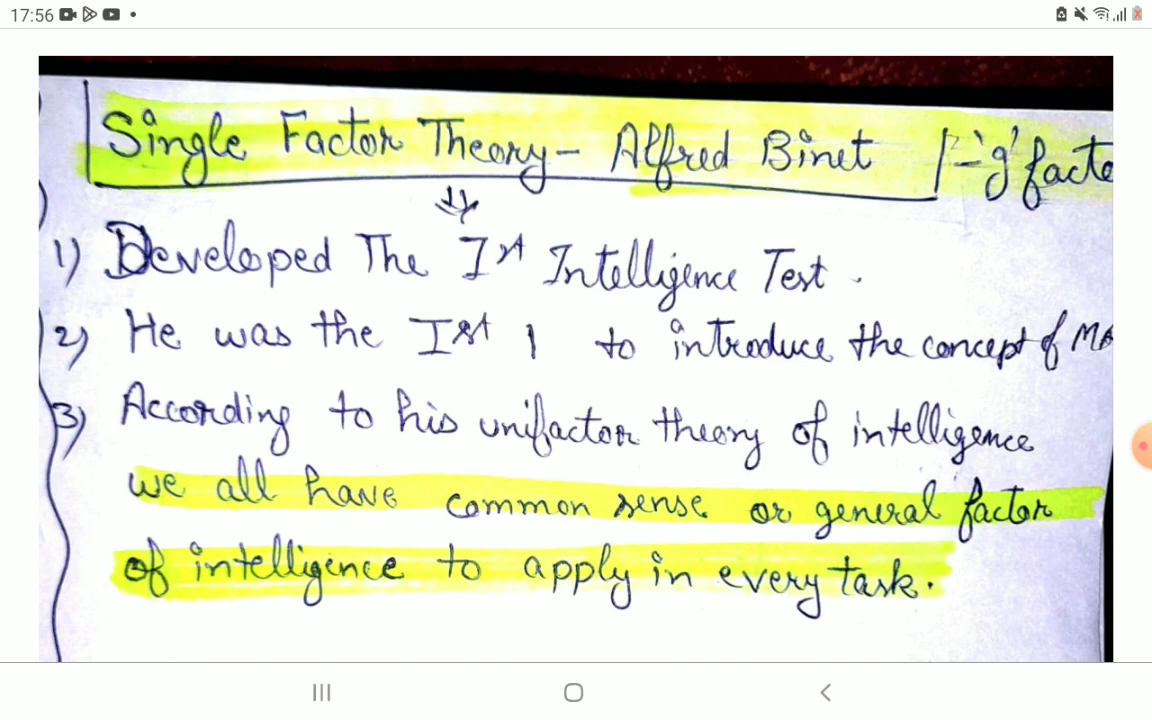 17:56
Single Factor Theory - Alfred Binet 'g' facto
1) Developed The Ist Intelligence Test.
2) He was the Ist 1 to introduce the concept of MA
3) According to his unifactor theory of intelligence
we all have common sense or general factor
of intelligence to apply in every task.